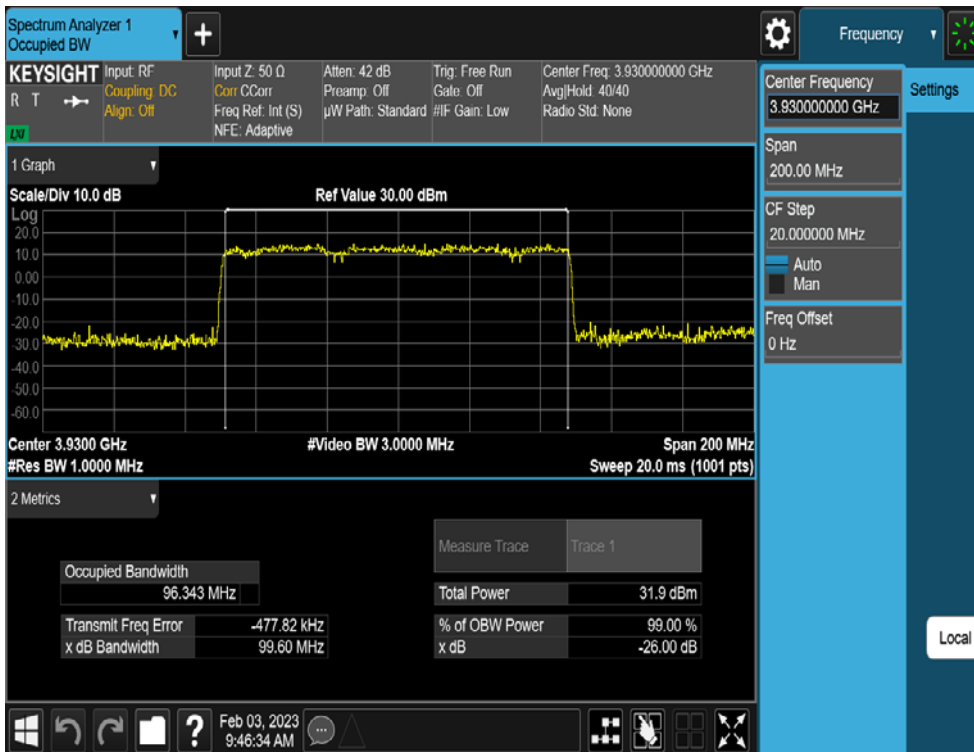 Spectrum Analyzer 1
Occupied BW
Frequency
KEYSIGHT
R T
LXI
Input: RF
Coupling: DC
Align: Off
Input Z: 50 Ω
Corr CCorr
Freq Ref: Int (S)
NFE: Adaptive
Atten: 42 dB
Preamp: Off
µW Path: Standard
Trig: Free Run
Gate: Off
#IF Gain: Low
Center Freq: 3.930000000 GHz
Avg|Hold: 40/40
Radio Std: None
Center Frequency
3.930000000 GHz
Settings
Span
200.00 MHz
CF Step
20.000000 MHz
Auto
Man
Freq Offset
0 Hz
1 Graph
Scale/Div 10.0 dB
Ref Value 30.00 dBm
Log
20.0
10.0
0.00
-10.0
-20.0
-30.0
-40.0
-50.0
-60.0
Center 3.9300 GHz
#Video BW 3.0000 MHz
Span 200 MHz
#Res BW 1.0000 MHz
Sweep 20.0 ms (1001 pts)
2 Metrics
Measure Trace
Trace 1
Occupied Bandwidth
96.343 MHz
Total Power
31.9 dBm
Transmit Freq Error
-477.82 kHz
% of OBW Power
99.00 %
x dB Bandwidth
99.60 MHz
x dB
-26.00 dB
Local
?
Feb 03, 2023
9:46:34 AM